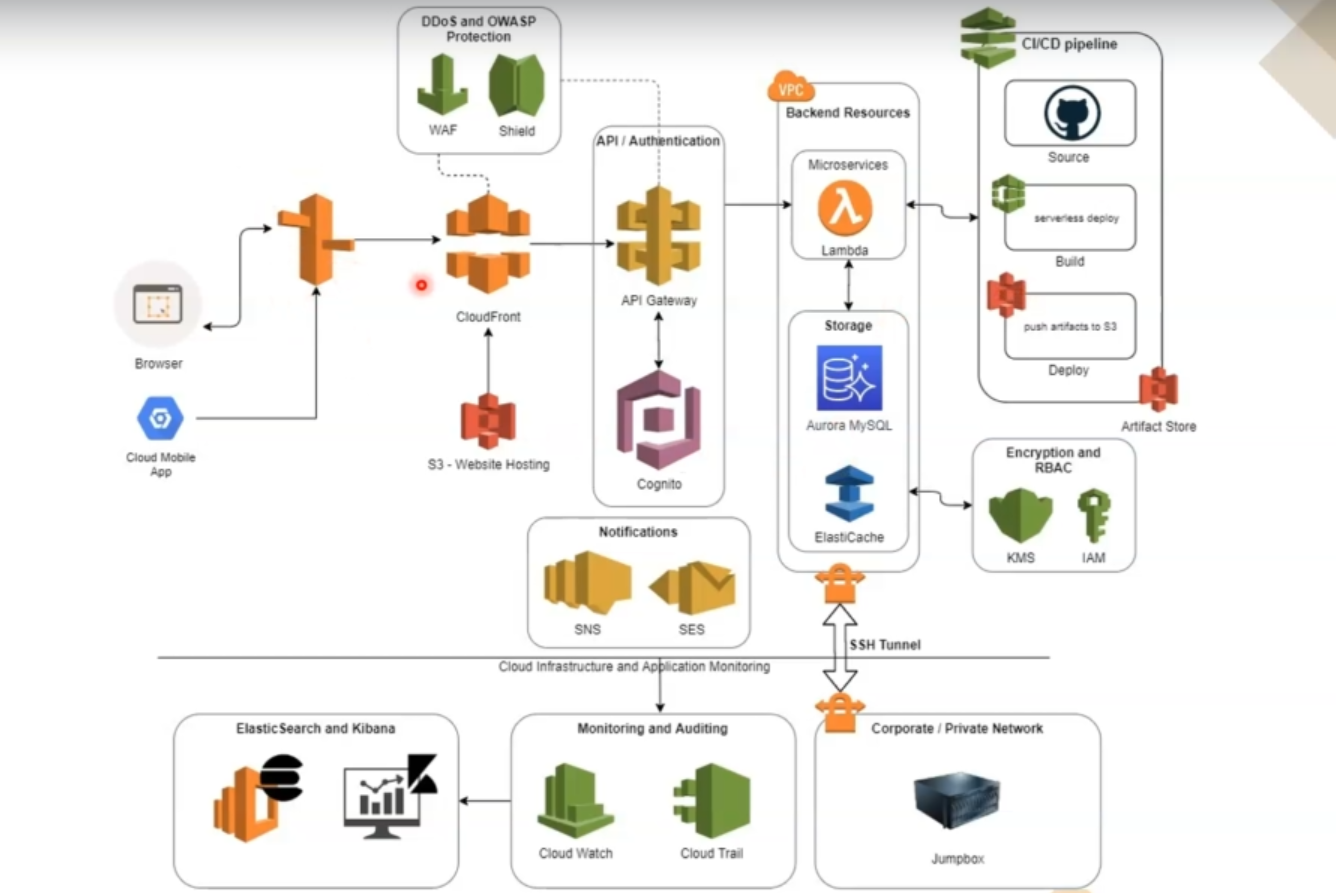 DDoS and OWASP
Protection
WAF
Shield
CI/CD pipeline
Source
serverless deploy
Build
push artifacts to S3
Deploy
Artifact Store
VPC
Backend Resources
Microservices
Lambda
Storage
Aurora MySQL
ElastiCache
API / Authentication
API Gateway
Cognito
CloudFront
S3 - Website Hosting
Browser
Cloud Mobile
App
Encryption and
RBAC
KMS
IAM
Notifications
SNS
SES
SSH Tunnel
Cloud Infrastructure and Application Monitoring
ElasticSearch and Kibana
Monitoring and Auditing
Cloud Watch
Cloud Trail
Corporate / Private Network
Jumpbox